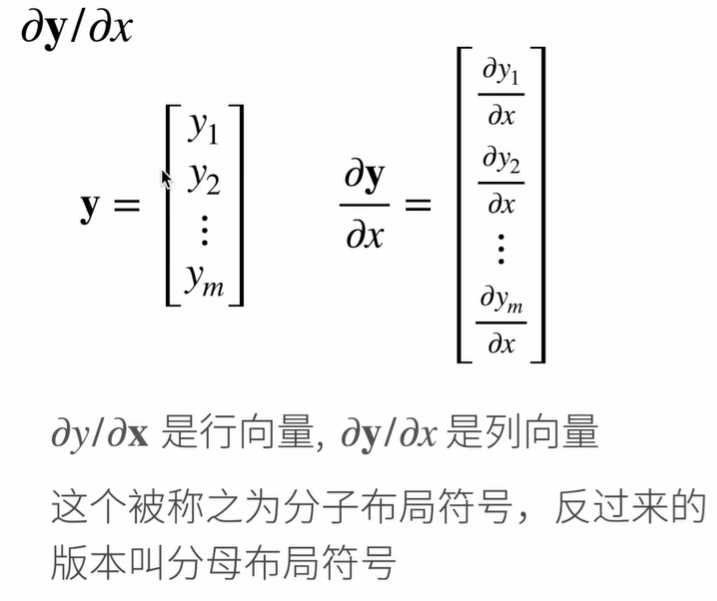 ∂𝐲/∂x
𝐲 = [y₁ y₂ ⋮ yₘ] ∂𝐲/∂x = [∂y₁/∂x ∂y₂/∂x ⋮ ∂yₘ/∂x]
∂y/∂𝐱 是行向量, ∂𝐲/∂x 是列向量
这个被称之为分子布局符号，反过来的
版本叫分母布局符号